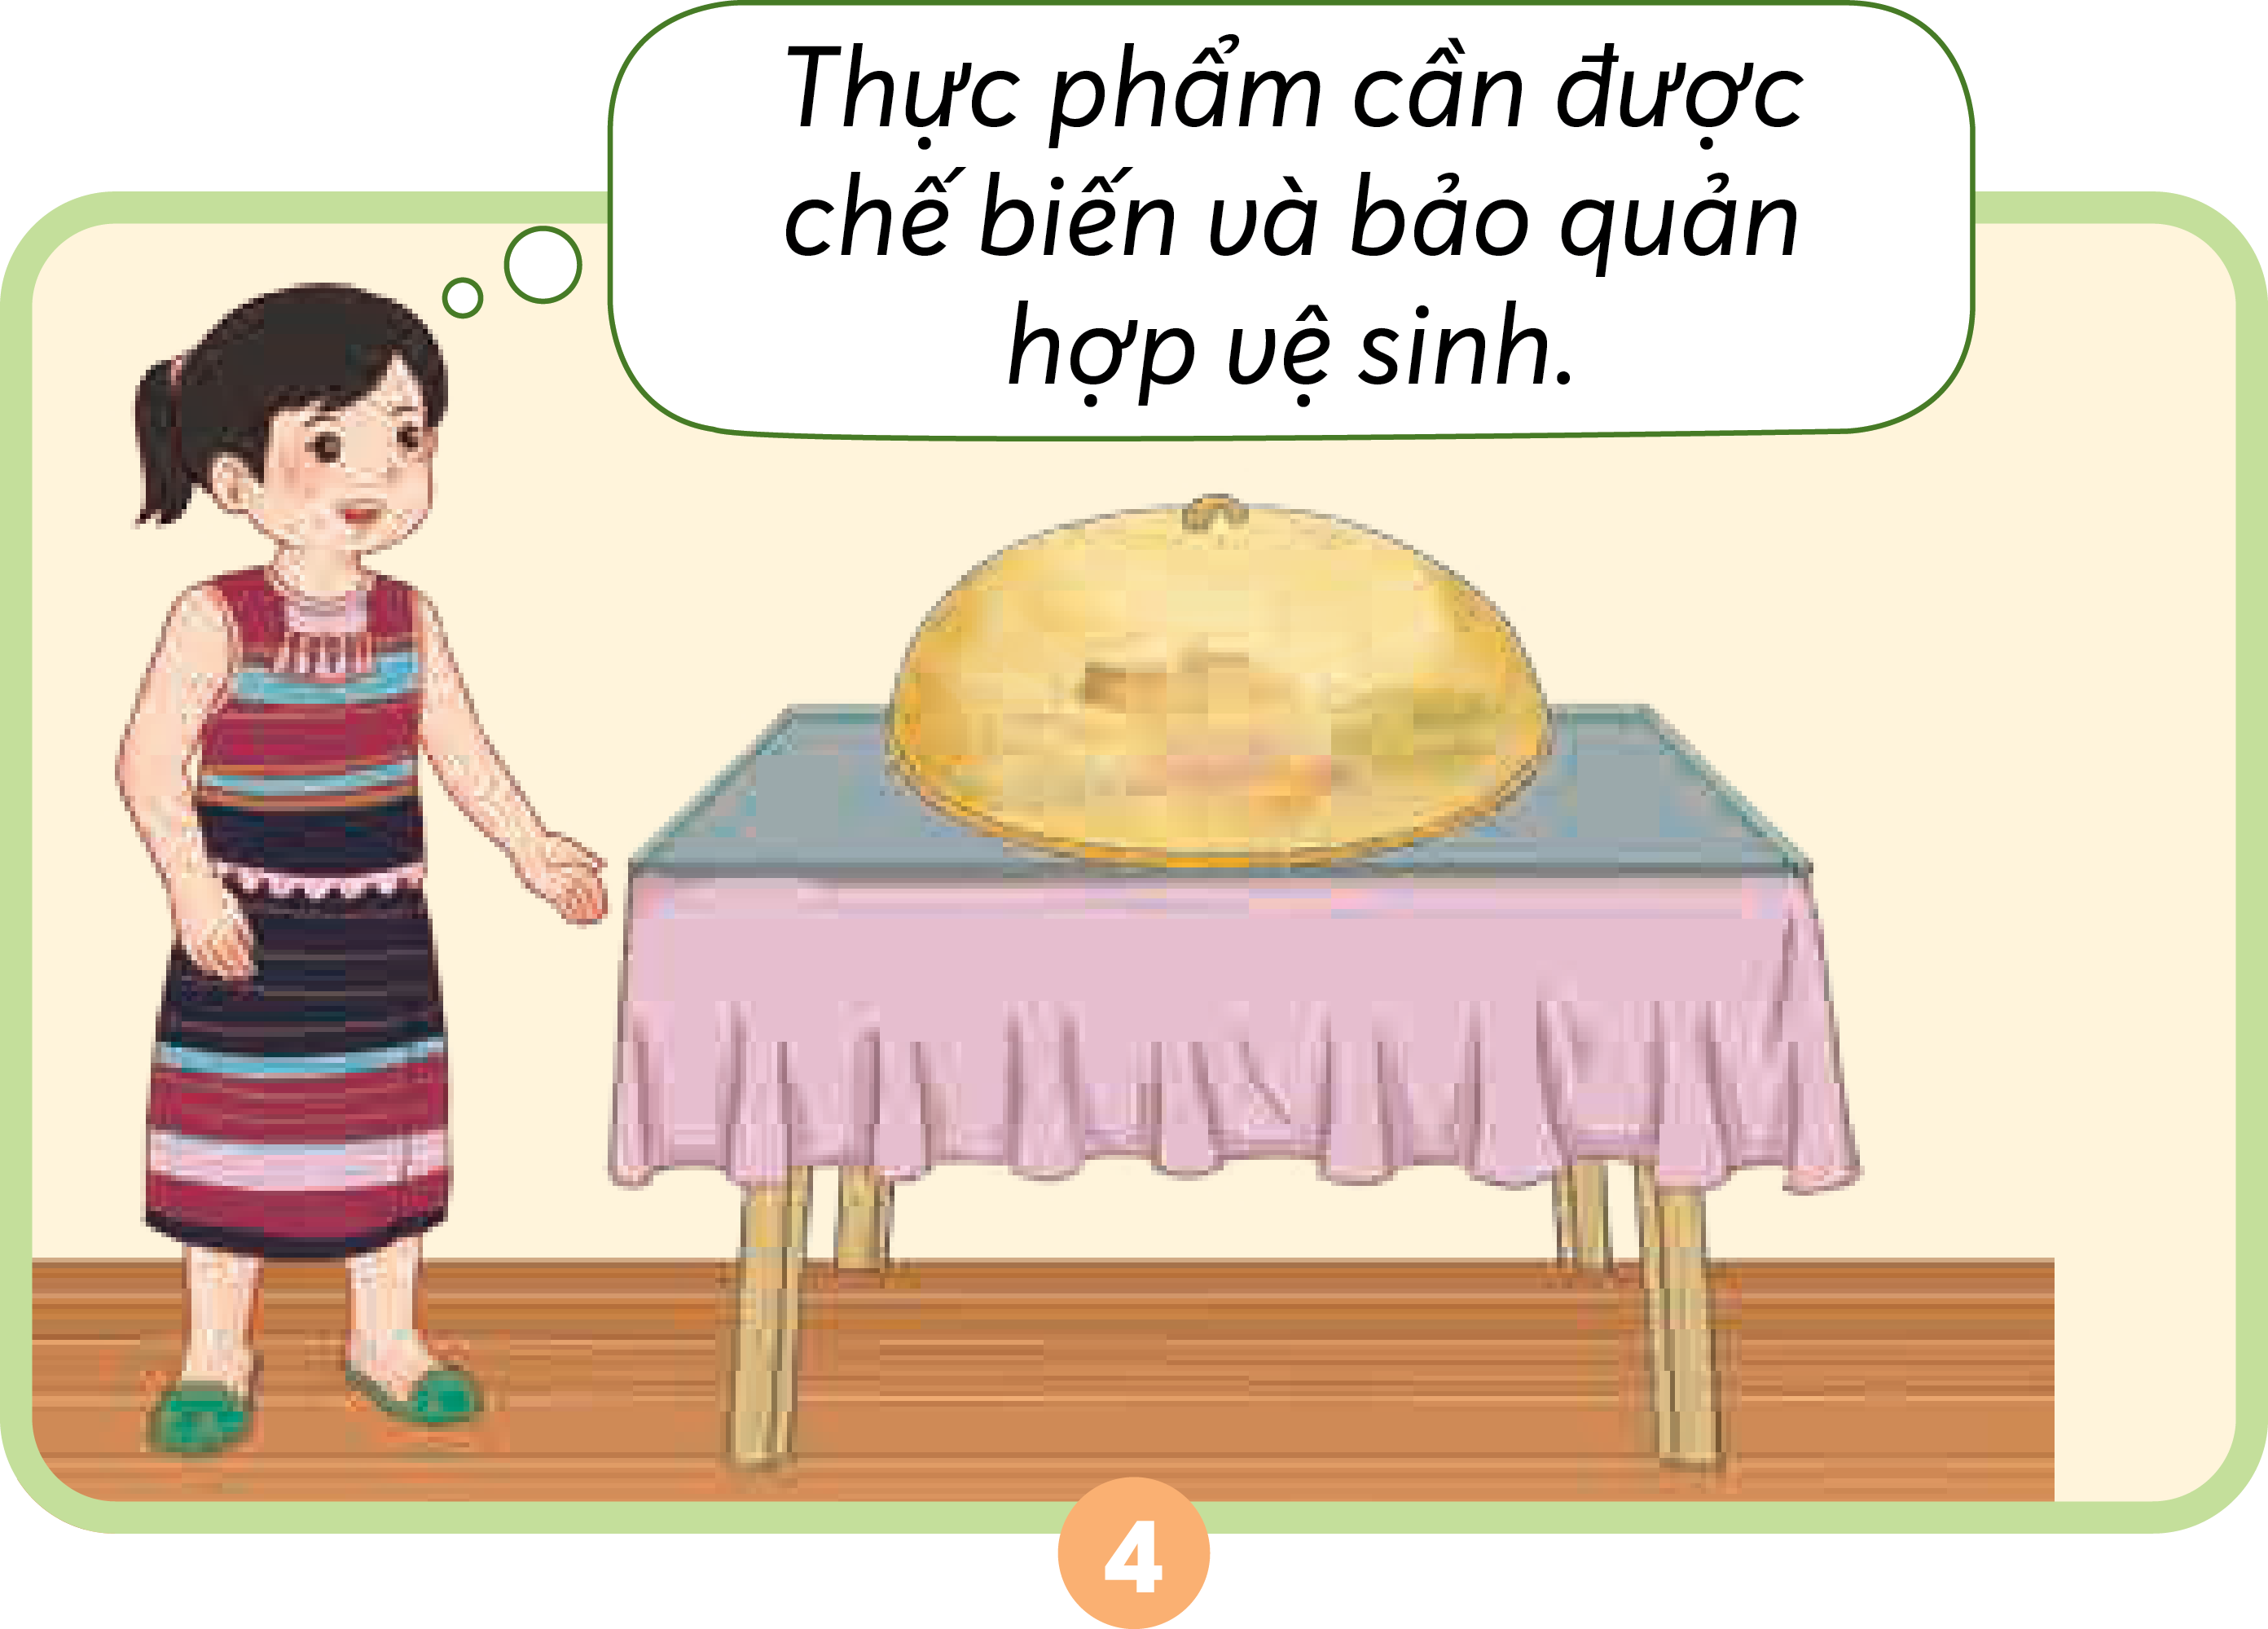 Thực phẩm cần được
chế biến và bảo quản
hợp vệ sinh.
4